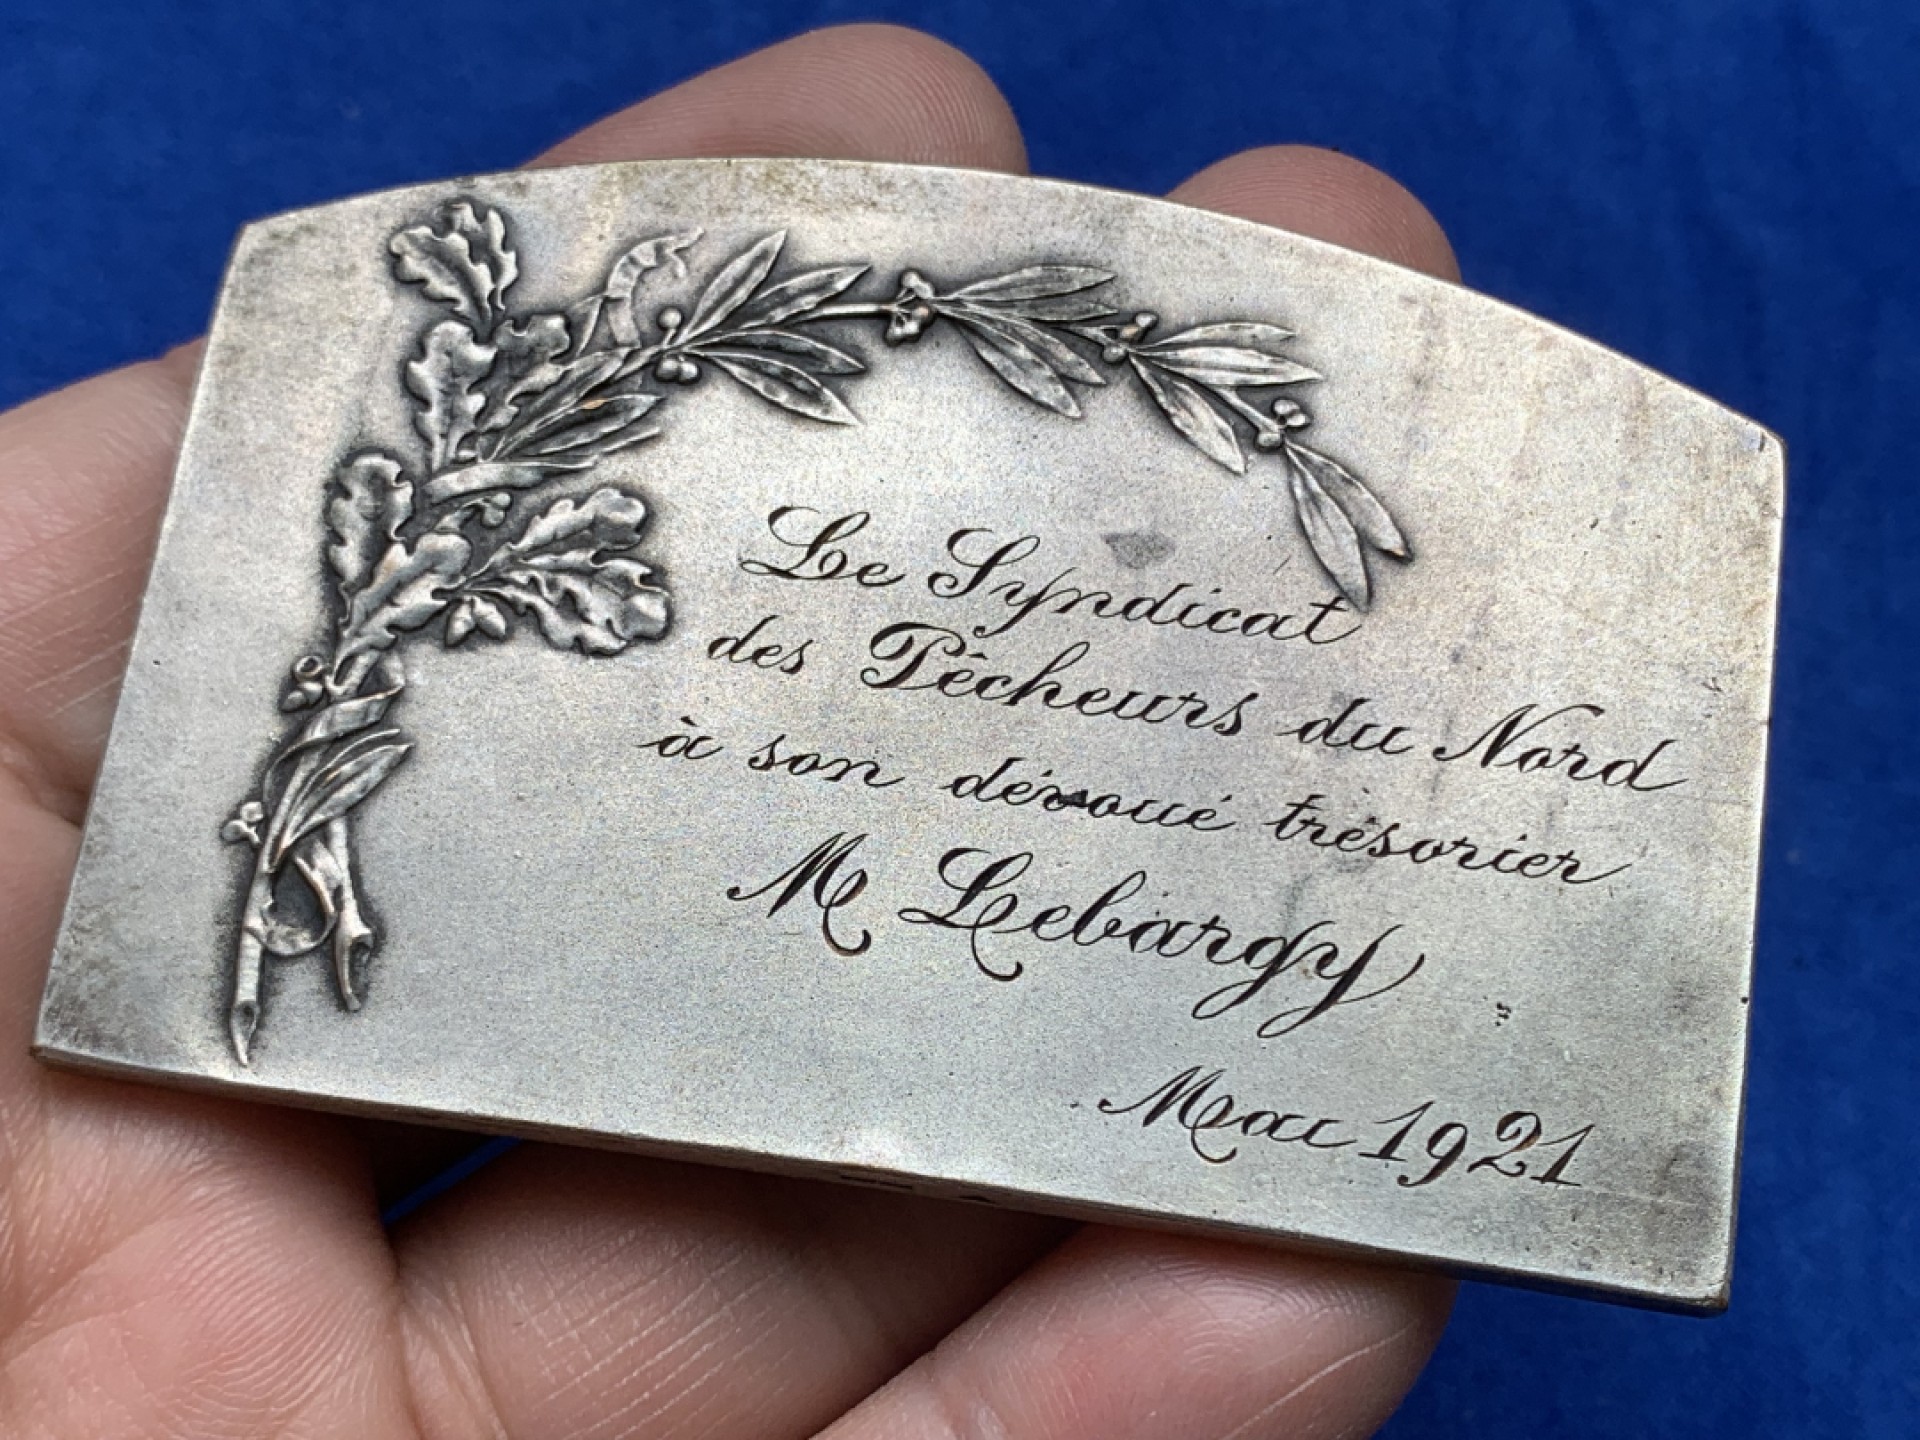 Le Syndicat
des Pêcheurs du Nord
à son dévoué trésorier
M Lebargy
Mai 1921